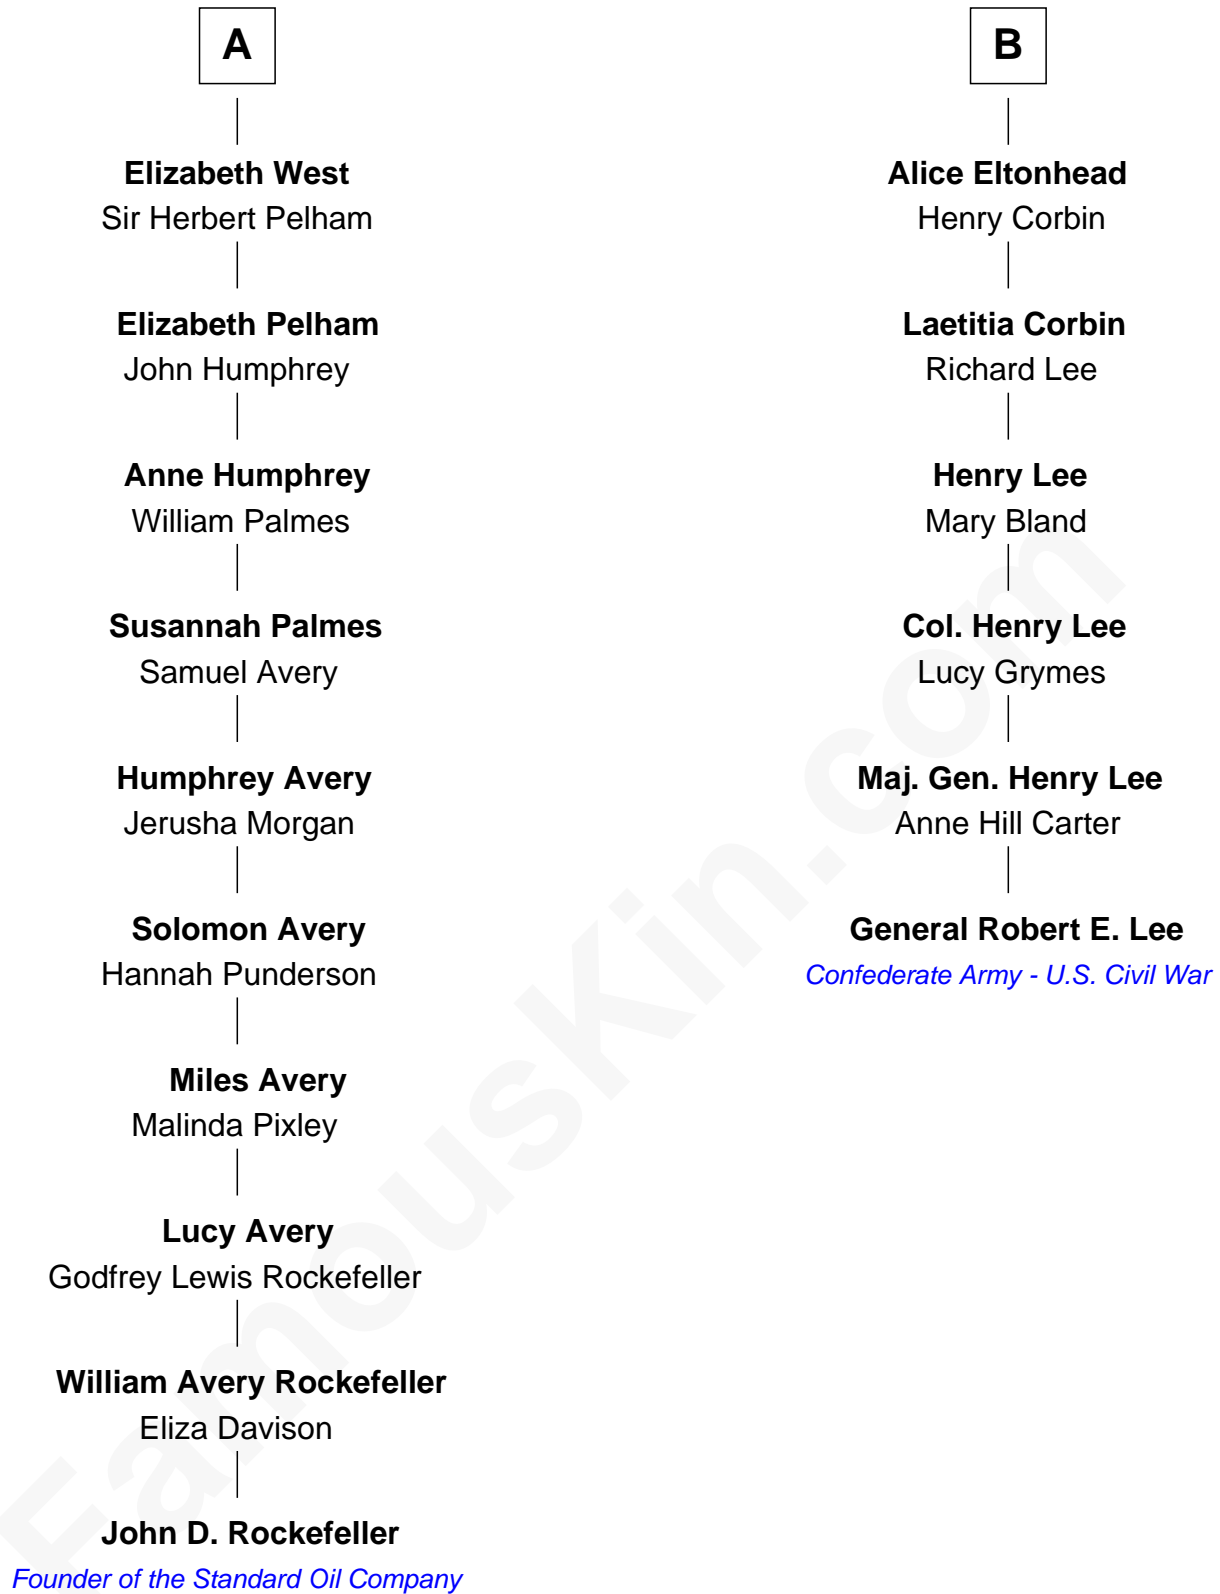 A
Elizabeth West
Sir Herbert Pelham
Elizabeth Pelham
John Humphrey
Anne Humphrey
William Palmes
Susannah Palmes
Samuel Avery
Humphrey Avery
Jerusha Morgan
Solomon Avery
Hannah Punderson
Miles Avery
Malinda Pixley
Lucy Avery
Godfrey Lewis Rockefeller
William Avery Rockefeller
Eliza Davison
John D. Rockefeller
Founder of the Standard Oil Company
B
Alice Eltonhead
Henry Corbin
Laetitia Corbin
Richard Lee
Henry Lee
Mary Bland
Col. Henry Lee
Lucy Grymes
Maj. Gen. Henry Lee
Anne Hill Carter
General Robert E. Lee
Confederate Army - U.S. Civil War
FamousKin.com